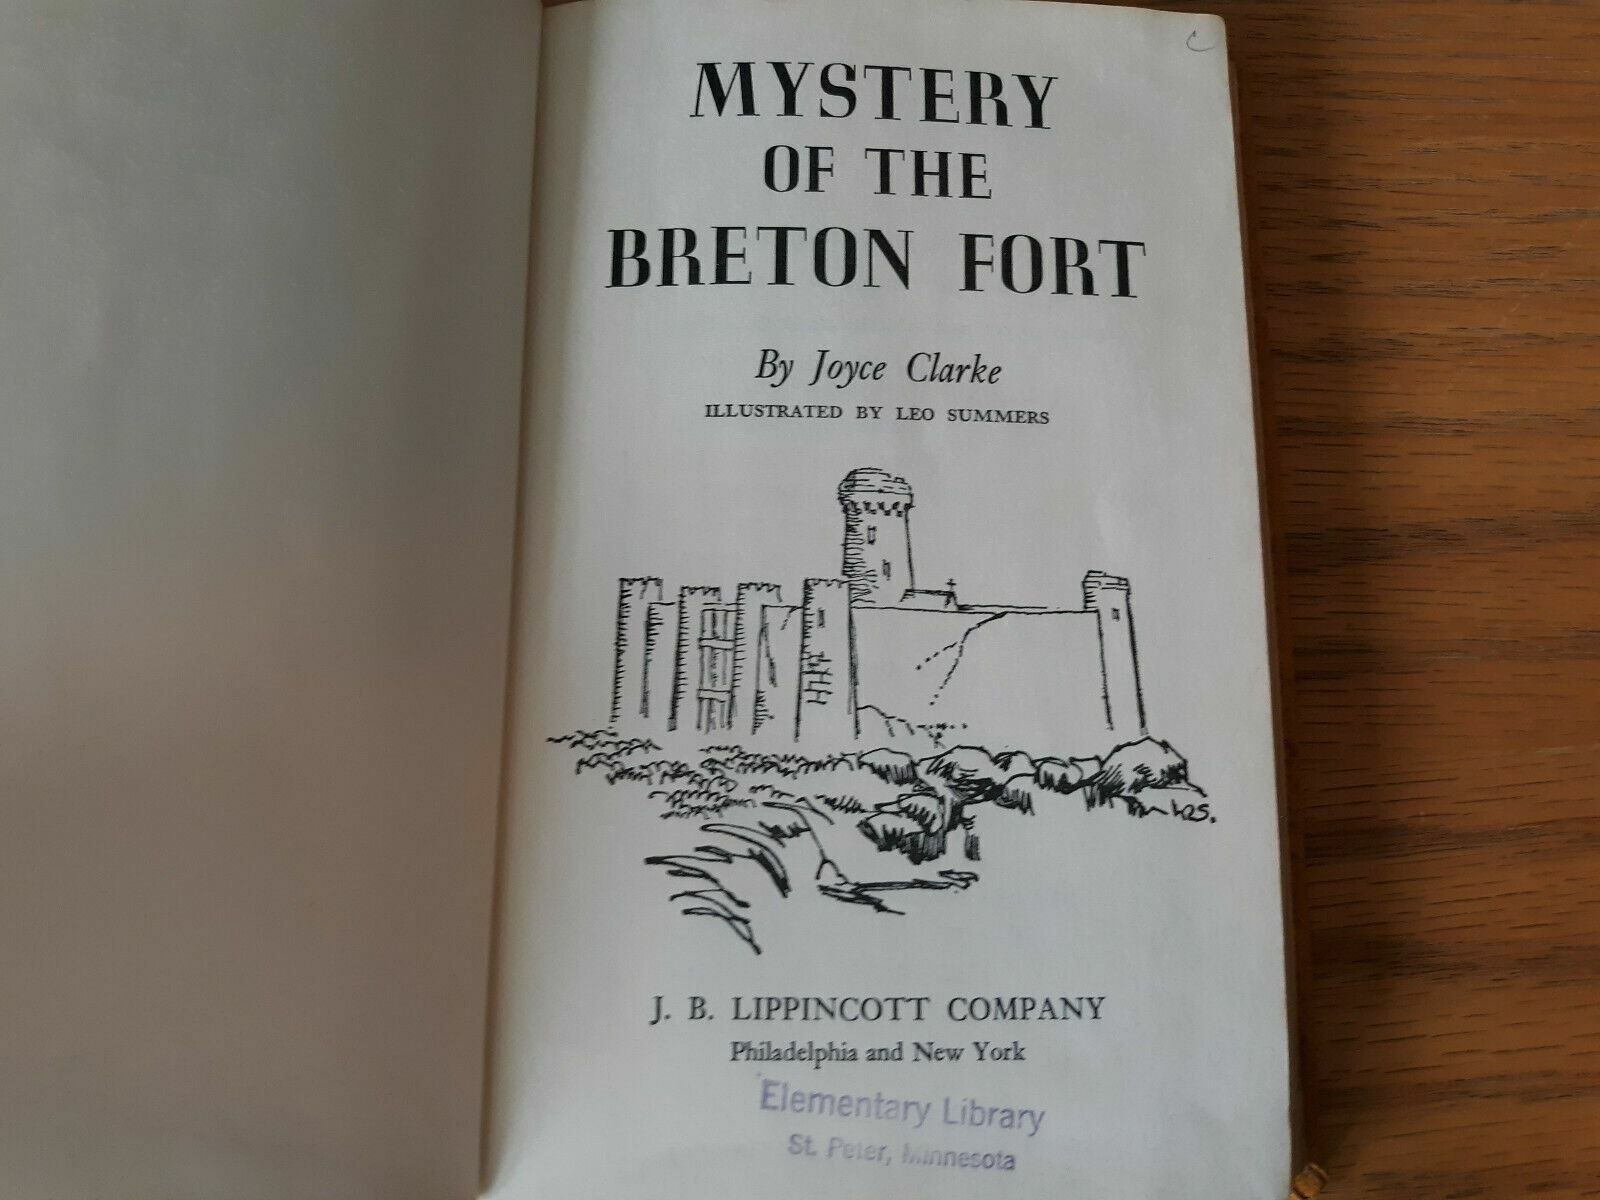 C
MYSTERY
OF THE
BRETON FORT
By Joyce Clarke
ILLUSTRATED BY LEO SUMMERS
J. B. LIPPINCOTT COMPANY
Philadelphia and New York
Elementary Library
St. Peter, Minnesota